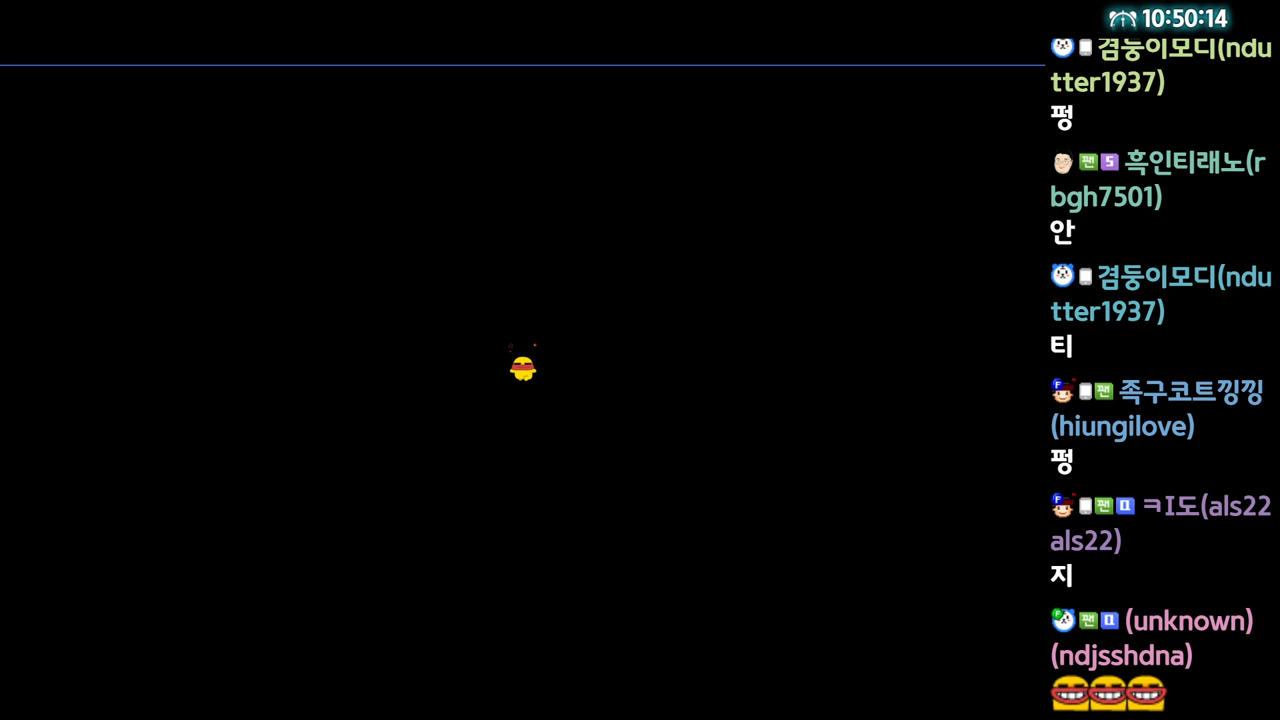 10:50:14
겸둥이모디(ndu
tter1937)
펑
흑인티래노(r
bgh7501)
안
겸둥이모디(ndu
tter1937)
티
족구코트낑낑
(hiungilove)
펑
ㅋI도(als22
als22)
지
(unknown)
(ndjsshdna)